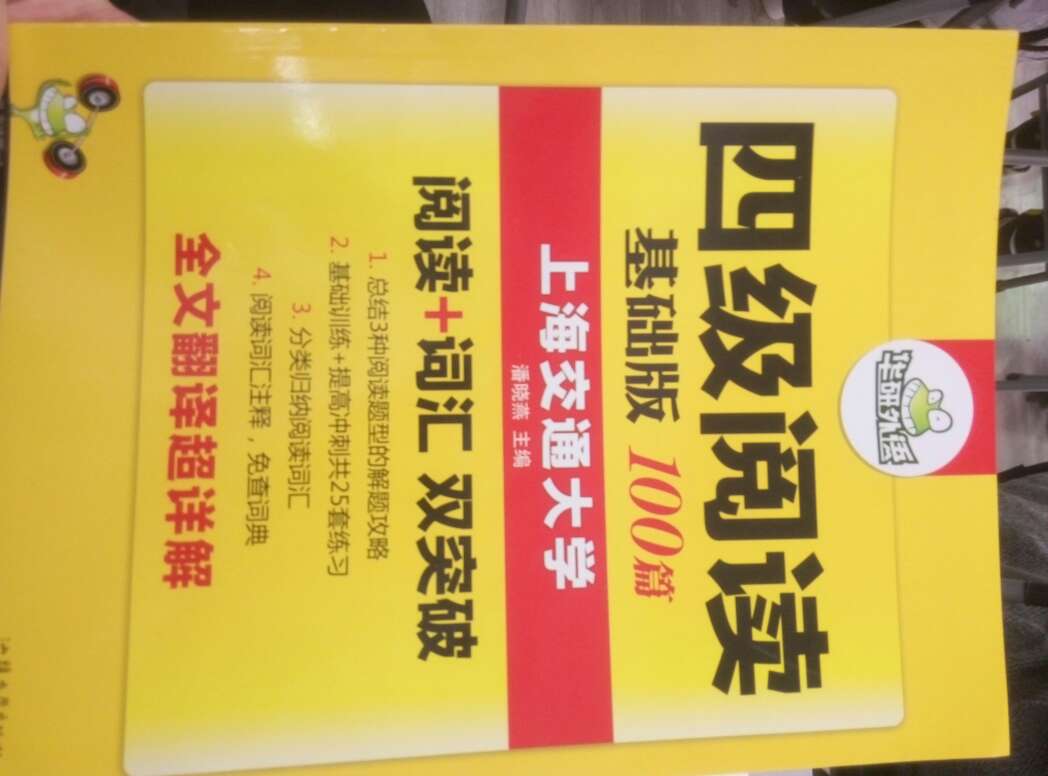 华研外语
四级阅读
基础版 100篇
上海交通大学
潘晓燕 主编
阅读+词汇 双突破
1. 总结3种阅读题型的解题攻略
2. 基础训练+提高冲刺共25套练习
3. 分类归纳阅读词汇
4. 阅读词汇注释，免查词典
全文翻译超详解